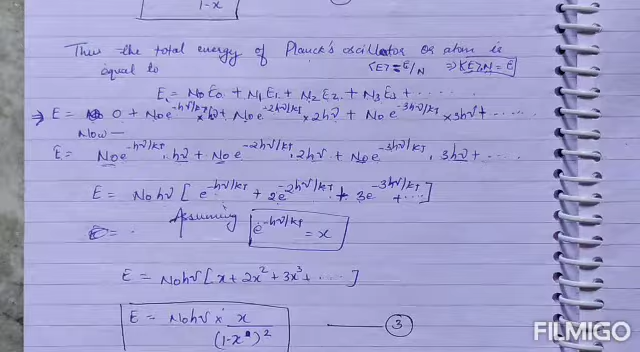 1-x
Thus the total energy of Planck's oscillator or atom is
equal to <E> = E/N ⇒ <E>N = E
E = N₀E₀ + N₁E₁ + N₂E₂ + N₃E₃ + ......
⇒ E = 0 + N₀e^-hν/kT × hν + N₀e^-2hν/kT × 2hν + N₀e^-3hν/kT × 3hν + .....
Now —
E = N₀e^-hν/kT . hν + N₀e^-2hν/kT . 2hν + N₀e^-3hν/kT . 3hν + ....
E = N₀hν [ e^-hν/kT + 2e^-2hν/kT + 3e^-3hν/kT + .... ]
Assuming e^-hν/kT = x
E = N₀hν [ x + 2x² + 3x³ + .... ]
E = N₀hν × x / (1-x)² — 3
FILMIGO